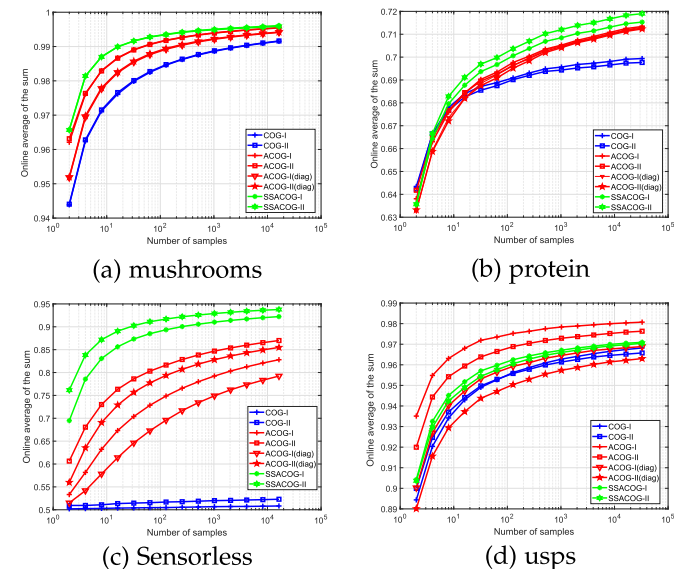 Online average of the sum
1
0.99
0.98
0.97
0.96
0.95
0.94
10^0 10^1 10^2 10^3 10^4 10^5
Number of samples
COG-I
COG-II
ACOG-I
ACOG-II
ACOG-I(diag)
ACOG-II(diag)
SSACOG-I
SSACOG-II
(a) mushrooms
Online average of the sum
0.72
0.71
0.7
0.69
0.68
0.67
0.66
0.65
0.64
0.63
10^0 10^1 10^2 10^3 10^4 10^5
Number of samples
COG-I
COG-II
ACOG-I
ACOG-II
ACOG-I(diag)
ACOG-II(diag)
SSACOG-I
SSACOG-II
(b) protein
Online average of the sum
0.95
0.9
0.85
0.8
0.75
0.7
0.65
0.6
0.55
0.5
10^0 10^1 10^2 10^3 10^4 10^5
Number of samples
COG-I
COG-II
ACOG-I
ACOG-II
ACOG-I(diag)
ACOG-II(diag)
SSACOG-I
SSACOG-II
(c) Sensorless
Online average of the sum
0.99
0.98
0.97
0.96
0.95
0.94
0.93
0.92
0.91
0.9
0.89
10^0 10^1 10^2 10^3 10^4 10^5
Number of samples
COG-I
COG-II
ACOG-I
ACOG-II
ACOG-I(diag)
ACOG-II(diag)
SSACOG-I
SSACOG-II
(d) usps